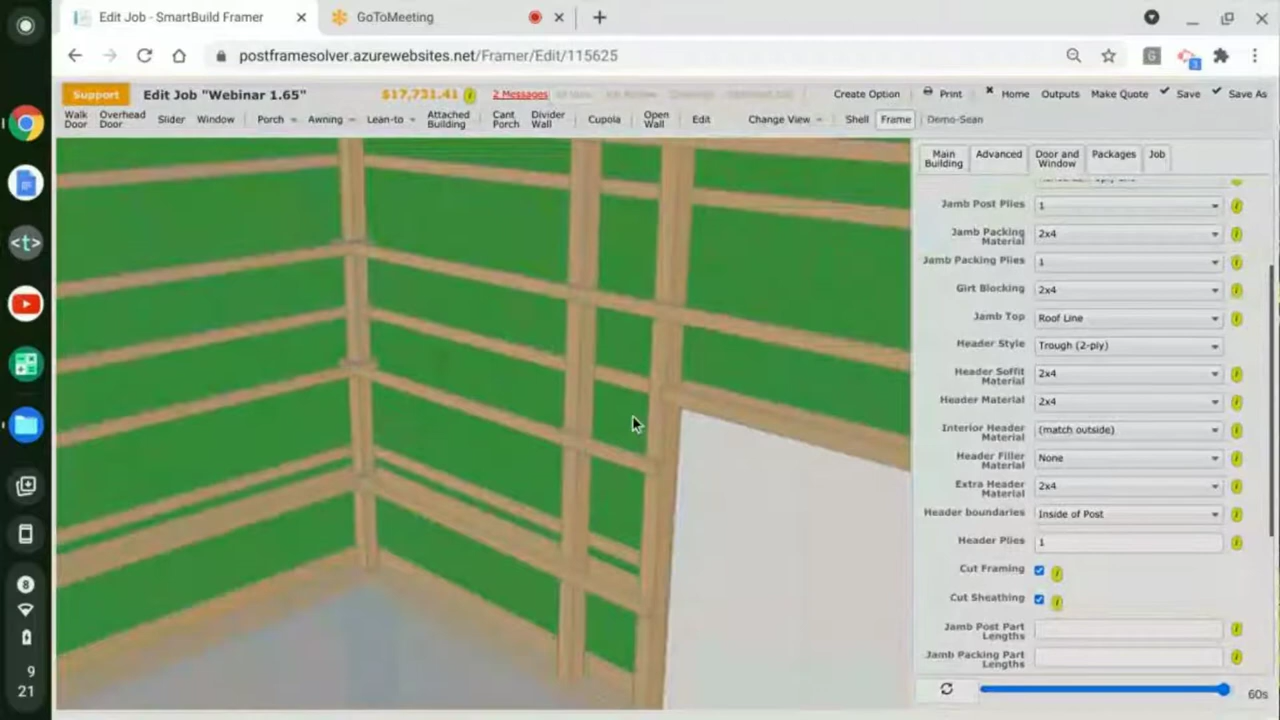 Edit Job - SmartBuild Framer
GoToMeeting
postframesolver.azurewebsites.net/Framer/Edit/115625
Support
Edit Job "Webinar 1.65"
$17,731.41
2 Messages
Create Option
Print
Home
Outputs
Make Quote
Save
Save As
Walk Door
Overhead Door
Slider
Window
Porch
Awning
Lean-to
Attached Building
Cant Porch
Divider Wall
Cupola
Open Wall
Edit
Change View
Shell
Frame
Demo-Sean
Main Building
Advanced
Door and Window
Packages
Job
Jamb Post Plies
1
Jamb Packing Material
2x4
Jamb Packing Plies
1
Girt Blocking
2x4
Jamb Top
Roof Line
Header Style
Trough (2-ply)
Header Soffit Material
2x4
Header Material
2x4
Interior Header Material
(match outside)
Header Filler Material
None
Extra Header Material
2x4
Header boundaries
Inside of Post
Header Plies
1
Cut Framing
Cut Sheathing
Jamb Post Part Lengths
Jamb Packing Part Lengths
60s
8
9
21